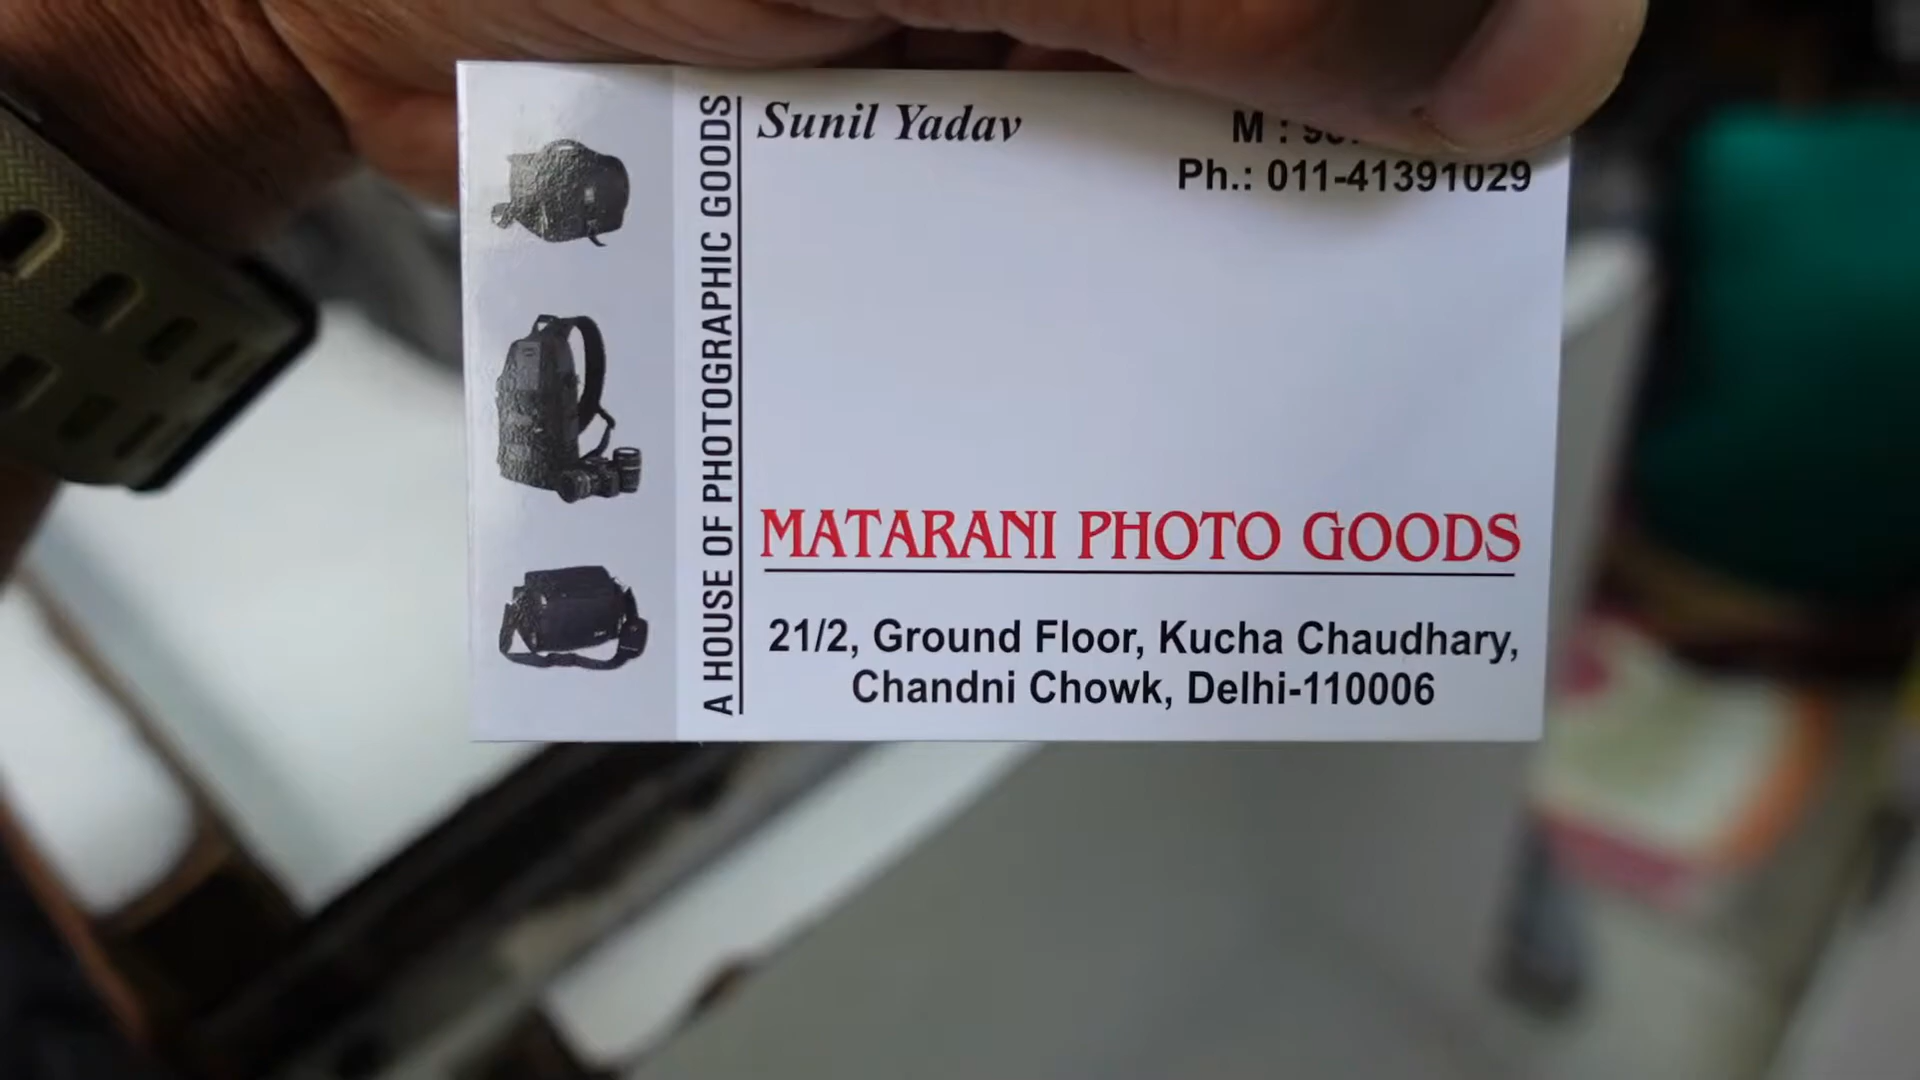 A HOUSE OF PHOTOGRAPHIC GOODS
Sunil Yadav
M :
Ph.: 011-41391029
MATARANI PHOTO GOODS
21/2, Ground Floor, Kucha Chaudhary,
Chandni Chowk, Delhi-110006